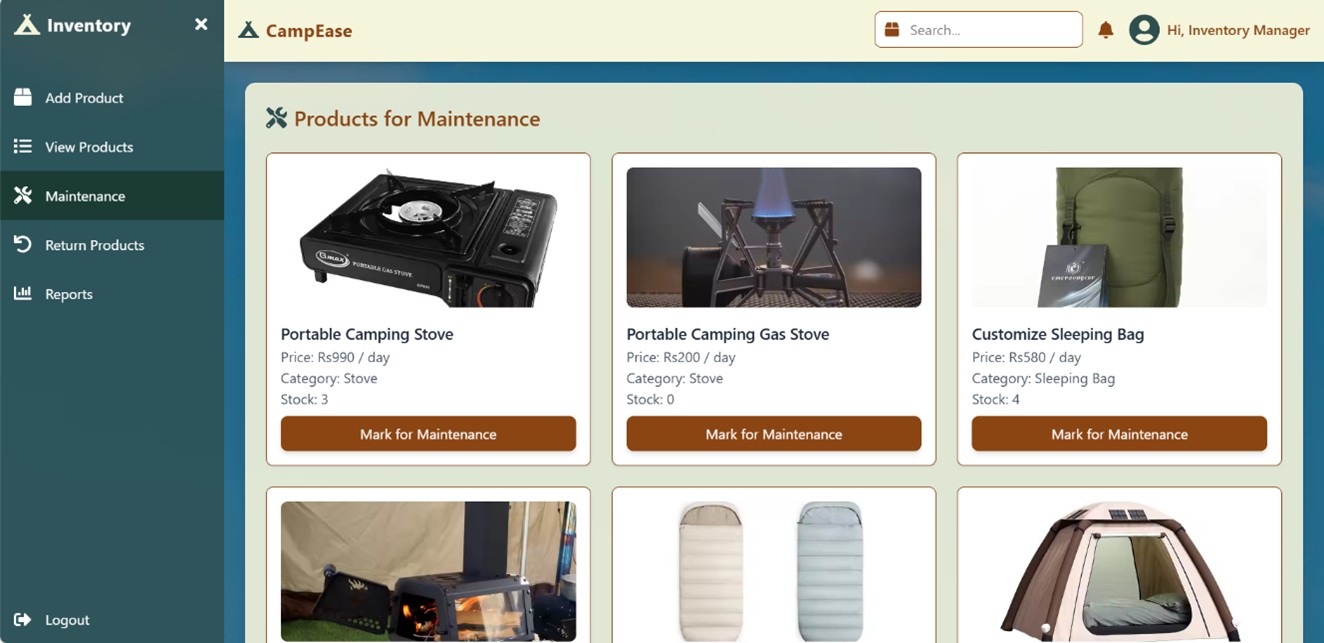 Inventory
CampEase
Search...
Hi, Inventory Manager
Add Product
View Products
Maintenance
Return Products
Reports
Logout
Products for Maintenance
PORTABLE GAS STOVE
Portable Camping Stove
Price: Rs990 / day
Category: Stove
Stock: 3
Mark for Maintenance
Portable Camping Gas Stove
Price: Rs200 / day
Category: Stove
Stock: 0
Mark for Maintenance
Customize Sleeping Bag
Price: Rs580 / day
Category: Sleeping Bag
Stock: 4
Mark for Maintenance